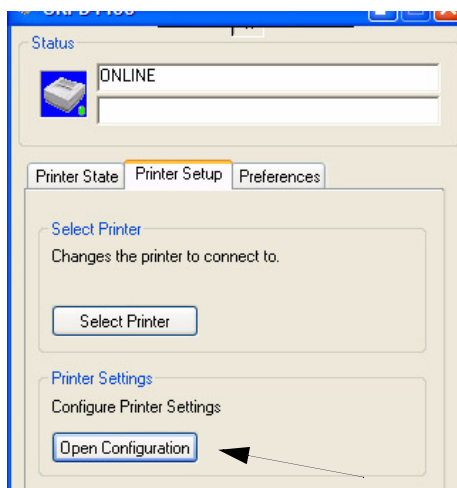 Status
ONLINE
Printer State Printer Setup Preferences
Select Printer
Changes the printer to connect to.
Select Printer
Printer Settings
Configure Printer Settings
Open Configuration